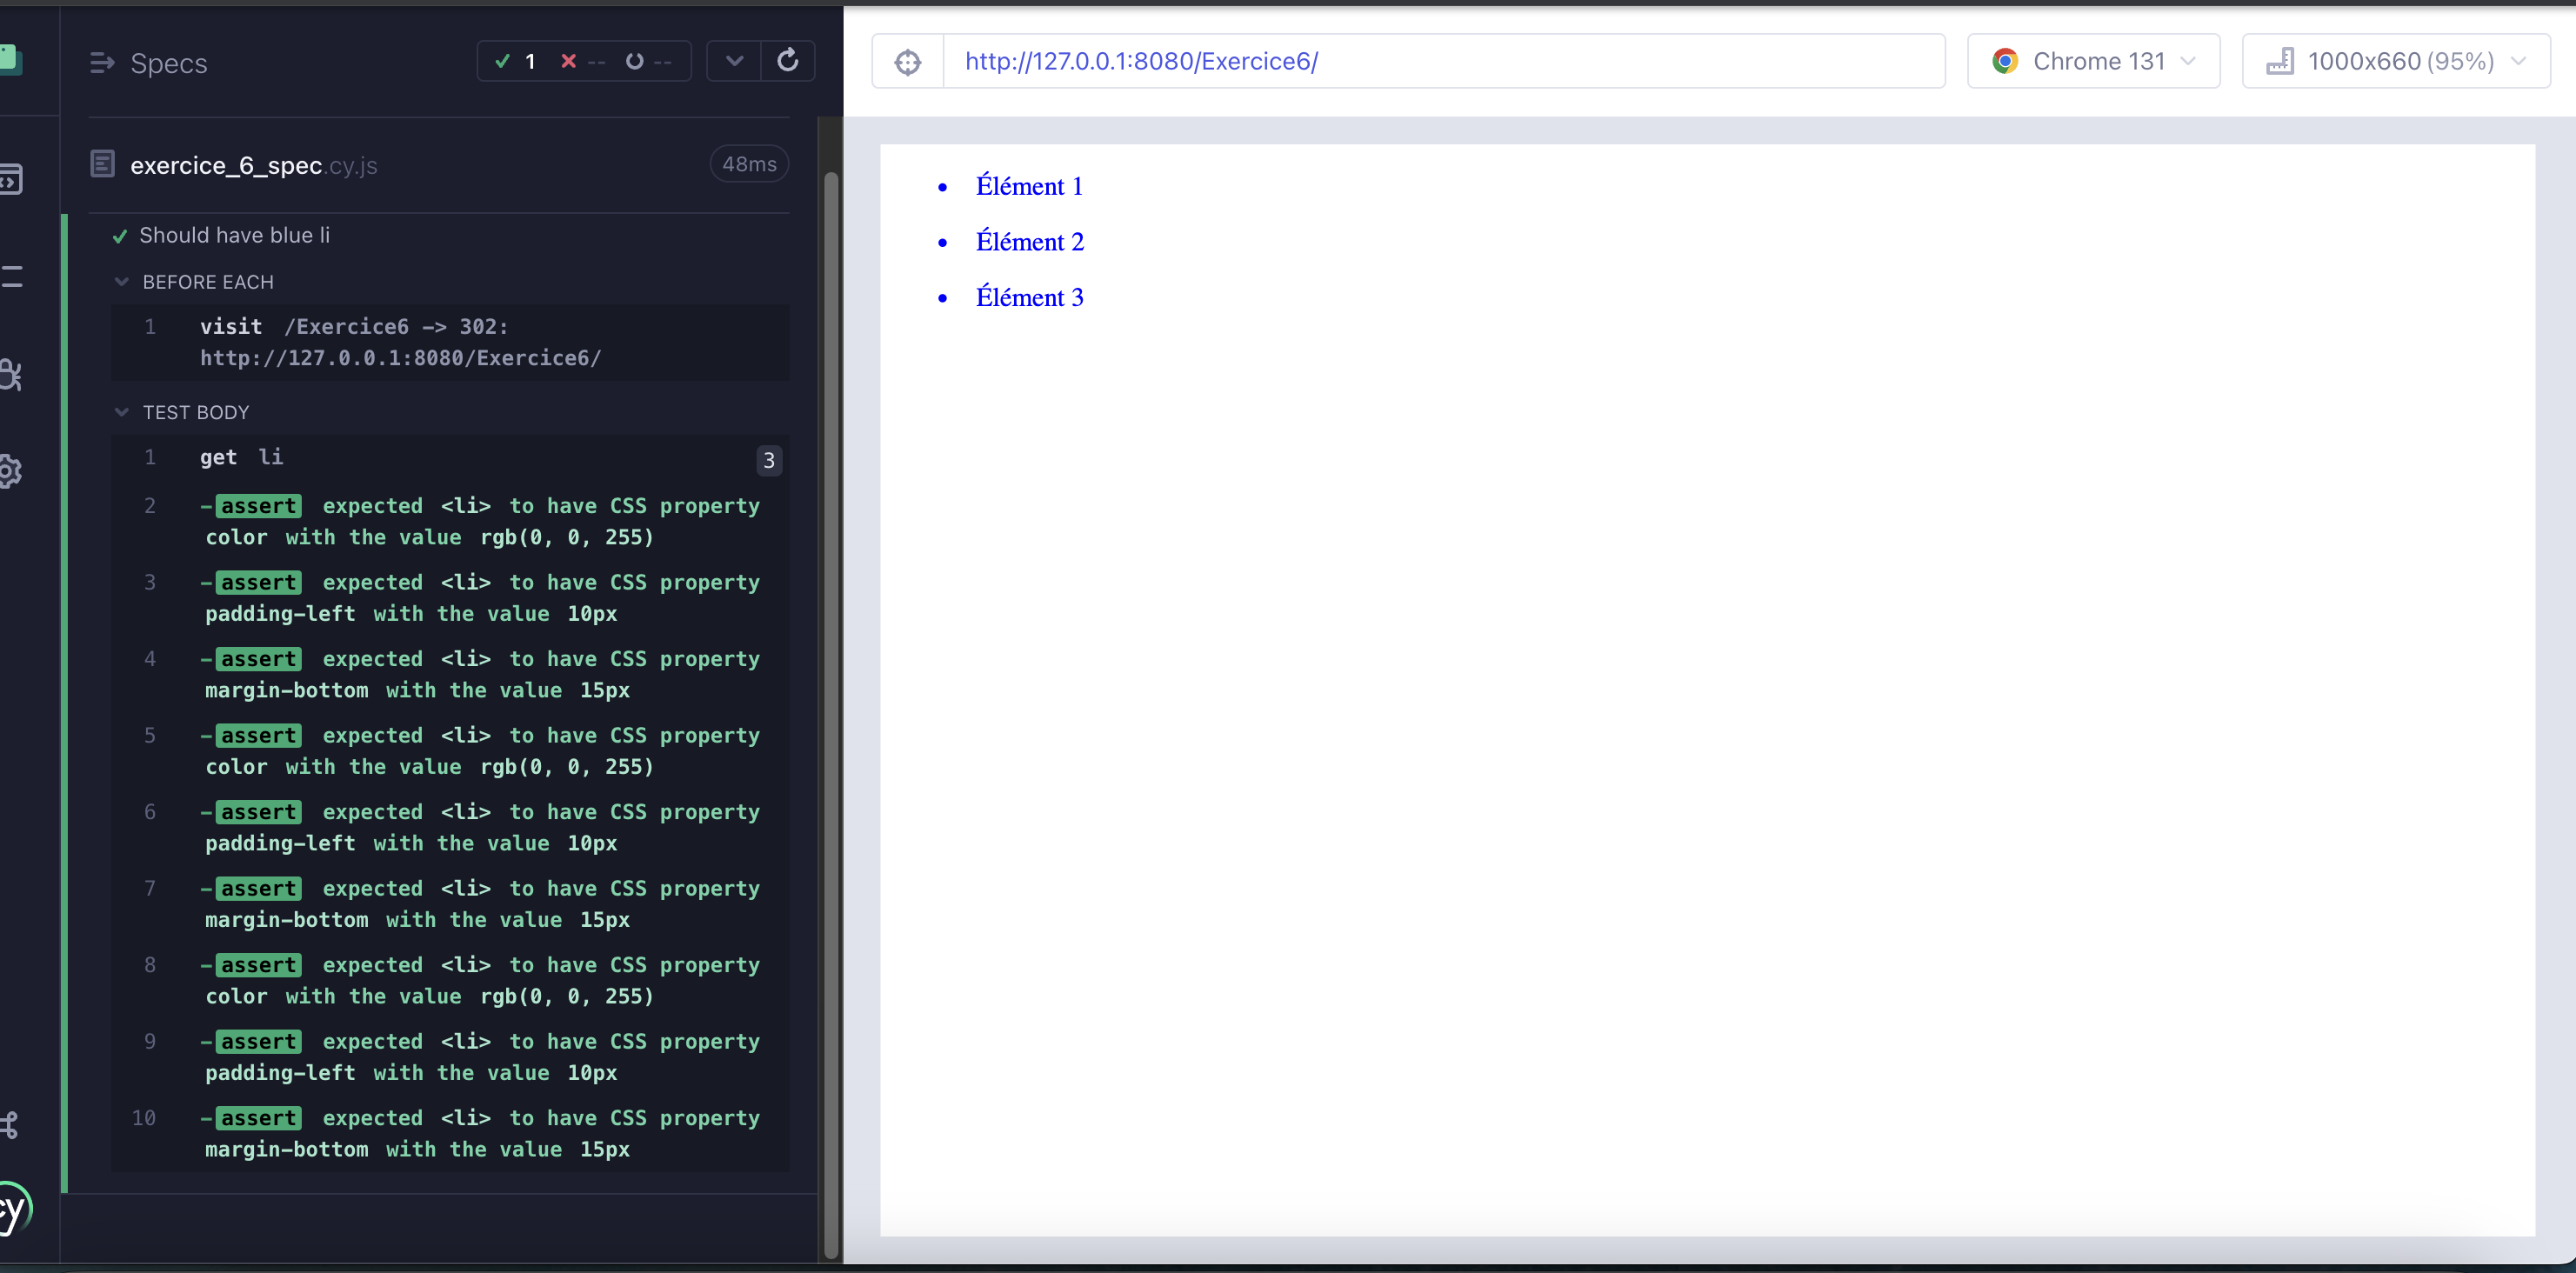 Specs
1 -- --
http://127.0.0.1:8080/Exercice6/
Chrome 131
1000x660 (95%)
exercice_6_spec.cy.js
48ms
Should have blue li
BEFORE EACH
1 visit /Exercice6 -> 302:
http://127.0.0.1:8080/Exercice6/
TEST BODY
1 get li 3
2 -assert expected <li> to have CSS property
color with the value rgb(0, 0, 255)
3 -assert expected <li> to have CSS property
padding-left with the value 10px
4 -assert expected <li> to have CSS property
margin-bottom with the value 15px
5 -assert expected <li> to have CSS property
color with the value rgb(0, 0, 255)
6 -assert expected <li> to have CSS property
padding-left with the value 10px
7 -assert expected <li> to have CSS property
margin-bottom with the value 15px
8 -assert expected <li> to have CSS property
color with the value rgb(0, 0, 255)
9 -assert expected <li> to have CSS property
padding-left with the value 10px
10 -assert expected <li> to have CSS property
margin-bottom with the value 15px
cy
• Élément 1
• Élément 2
• Élément 3